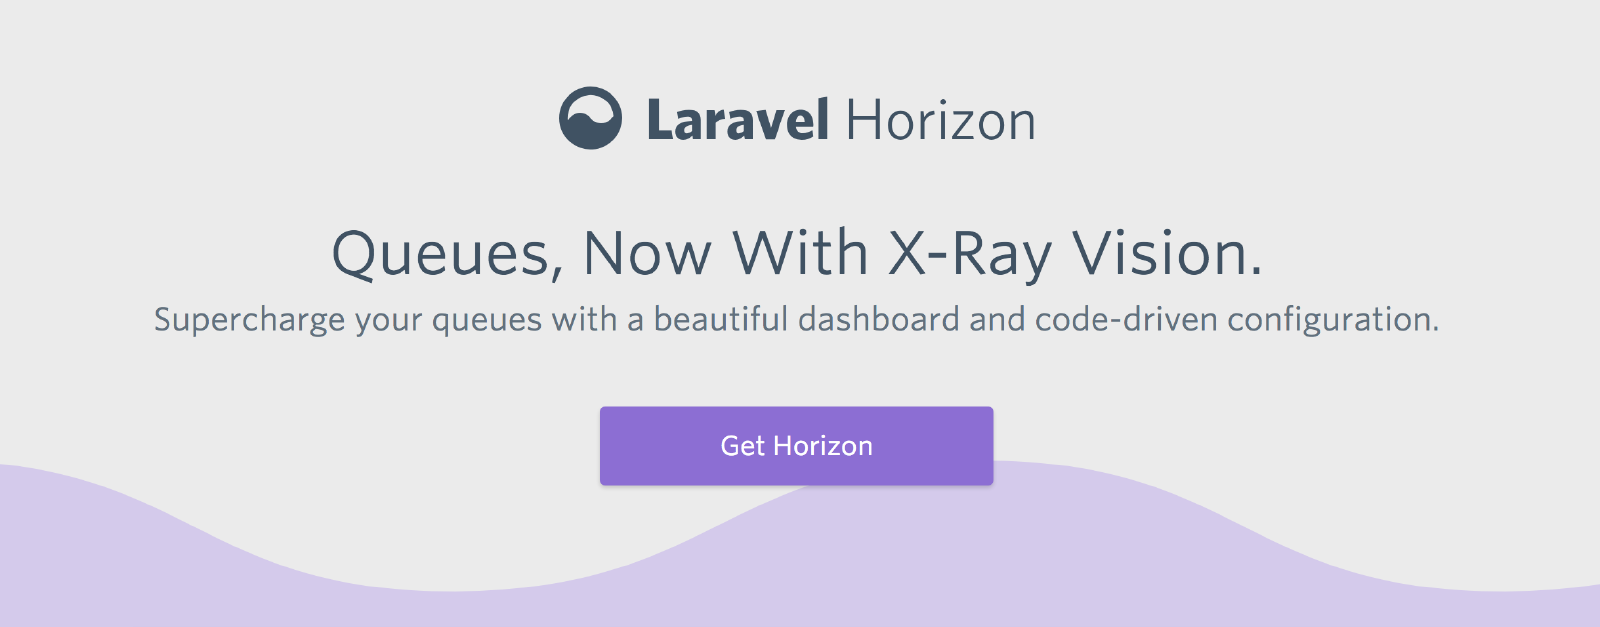 Laravel Horizon
Queues, Now With X-Ray Vision.
Supercharge your queues with a beautiful dashboard and code-driven configuration.
Get Horizon